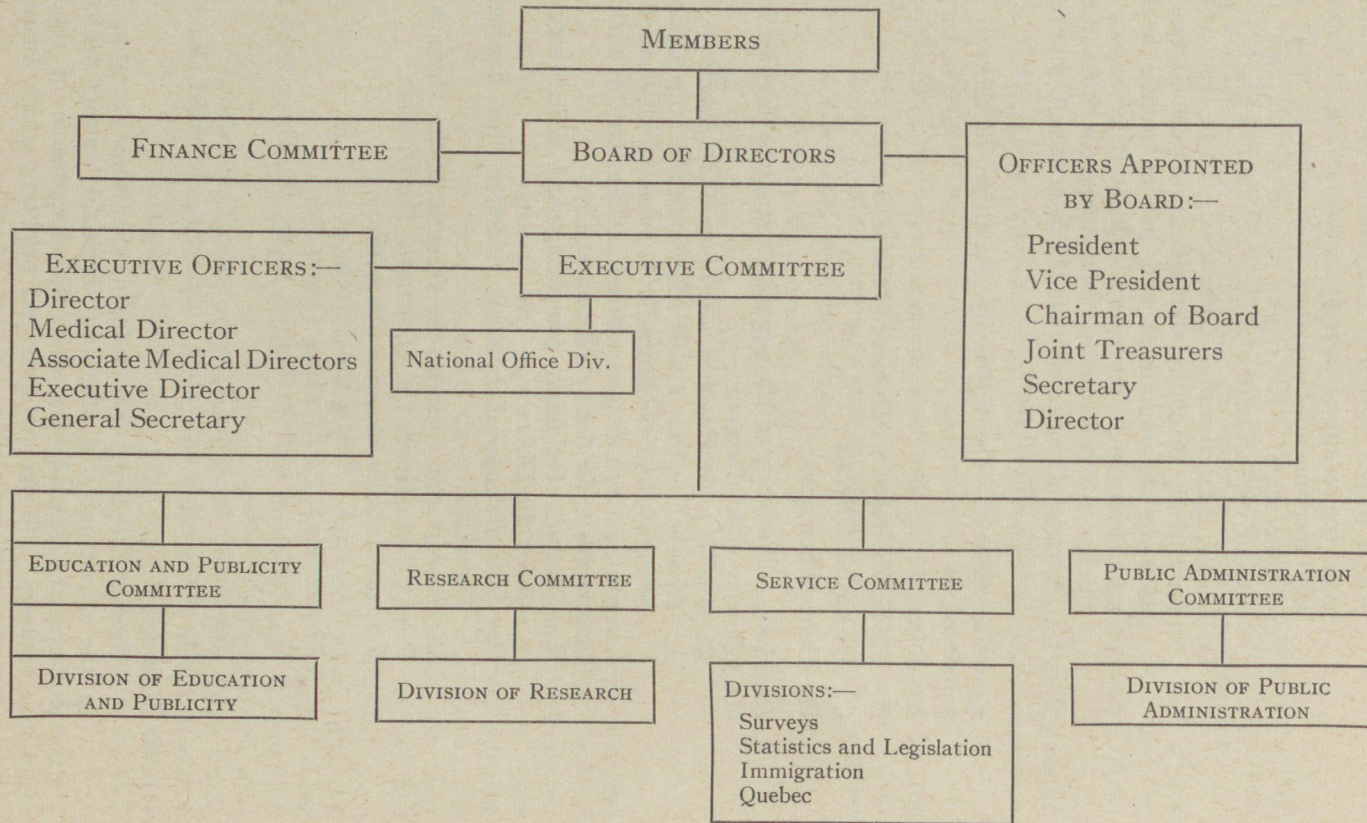 MEMBERS
FINANCE COMMITTEE
BOARD OF DIRECTORS
OFFICERS APPOINTED
BY BOARD:—
President
Vice President
Chairman of Board
Joint Treasurers
Secretary
Director
EXECUTIVE OFFICERS:—
Director
Medical Director
Associate Medical Directors
Executive Director
General Secretary
EXECUTIVE COMMITTEE
National Office Div.
EDUCATION AND PUBLICITY
COMMITTEE
RESEARCH COMMITTEE
SERVICE COMMITTEE
PUBLIC ADMINISTRATION
COMMITTEE
DIVISION OF EDUCATION
AND PUBLICITY
DIVISION OF RESEARCH
DIVISIONS:—
Surveys
Statistics and Legislation
Immigration
Quebec
DIVISION OF PUBLIC
ADMINISTRATION